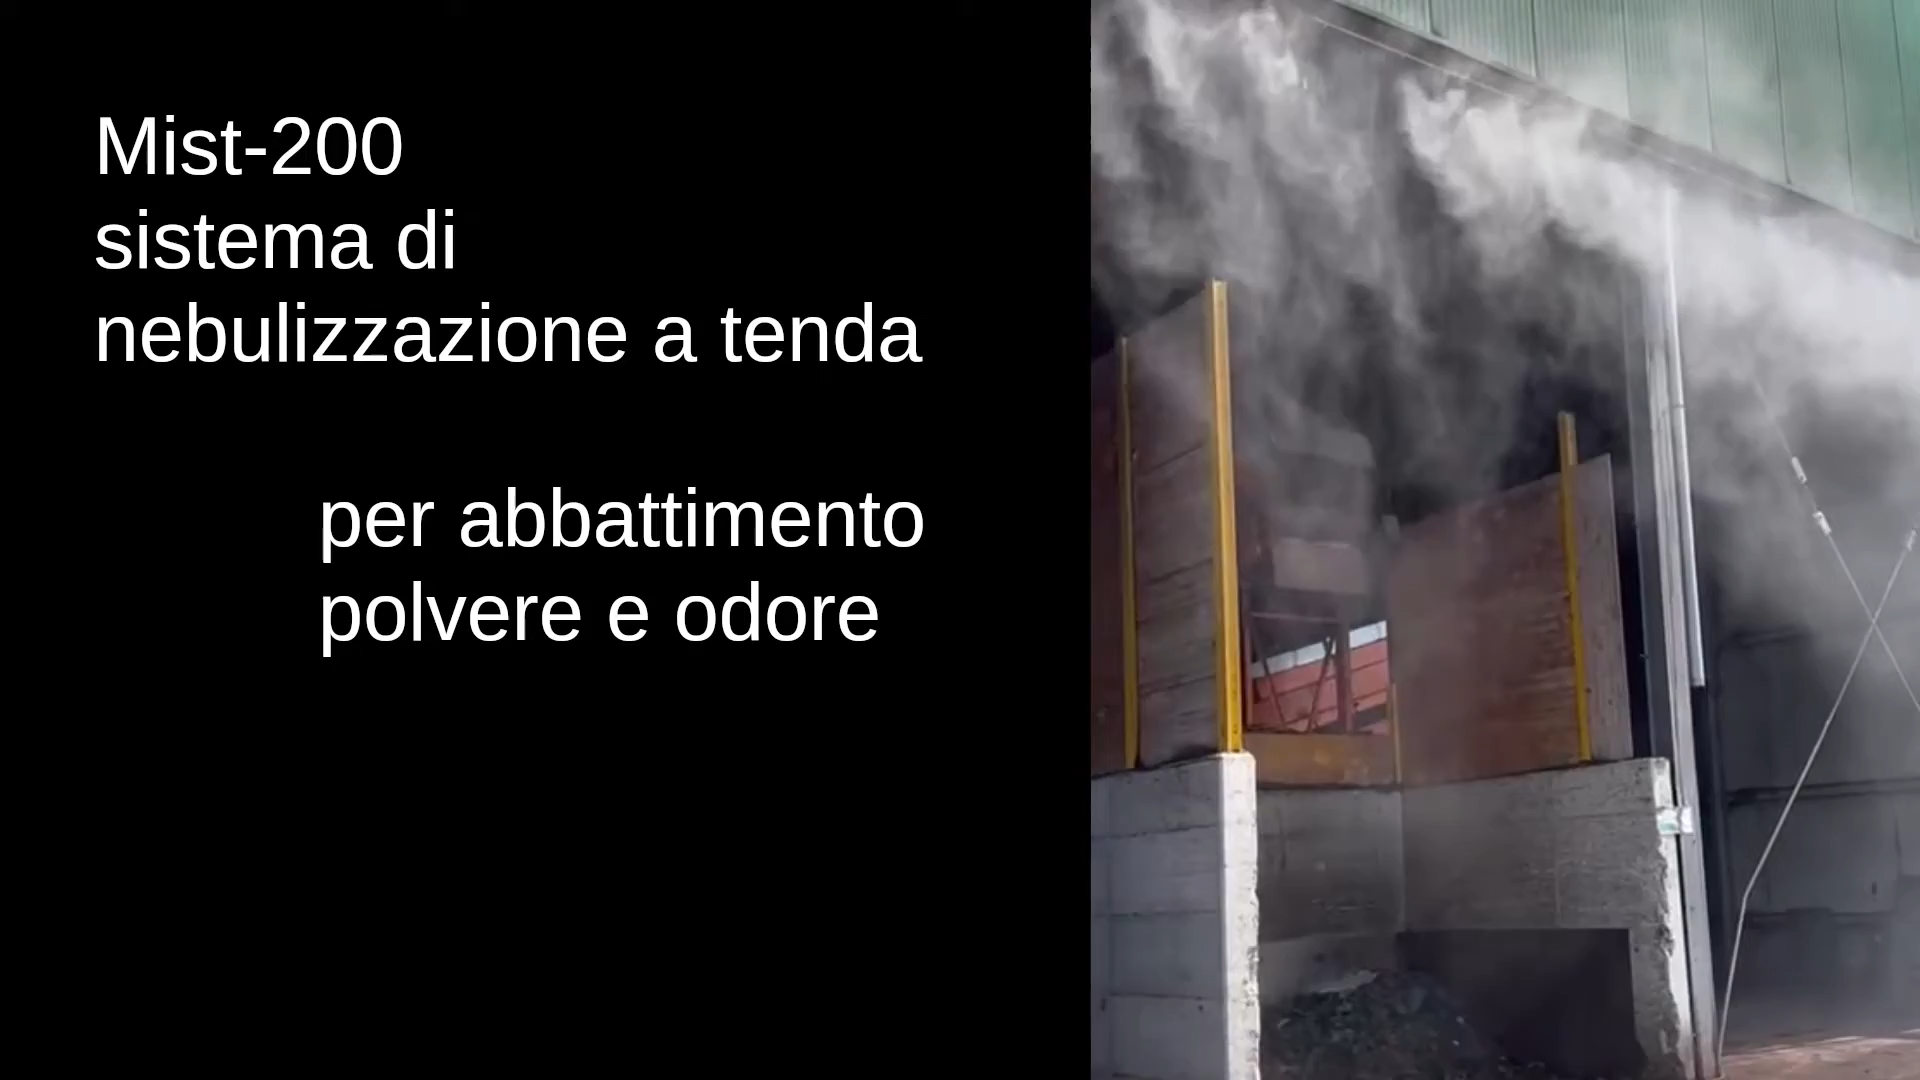 Mist-200
sistema di
nebulizzazione a tenda
per abbattimento
polvere e odore